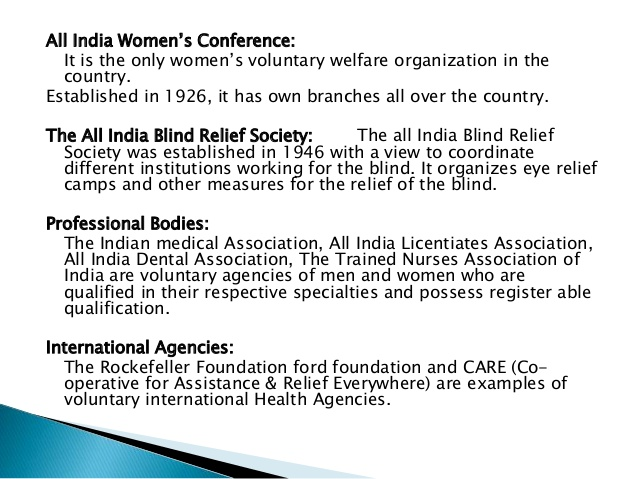 All India Women's Conference:
It is the only women's voluntary welfare organization in the
country.
Established in 1926, it has own branches all over the country.
The All India Blind Relief Society: The all India Blind Relief
Society was established in 1946 with a view to coordinate
different institutions working for the blind. It organizes eye relief
camps and other measures for the relief of the blind.
Professional Bodies:
The Indian medical Association, All India Licentiates Association,
All India Dental Association, The Trained Nurses Association of
India are voluntary agencies of men and women who are
qualified in their respective specialties and possess register able
qualification.
International Agencies:
The Rockefeller Foundation ford foundation and CARE (Co-
operative for Assistance & Relief Everywhere) are examples of
voluntary international Health Agencies.